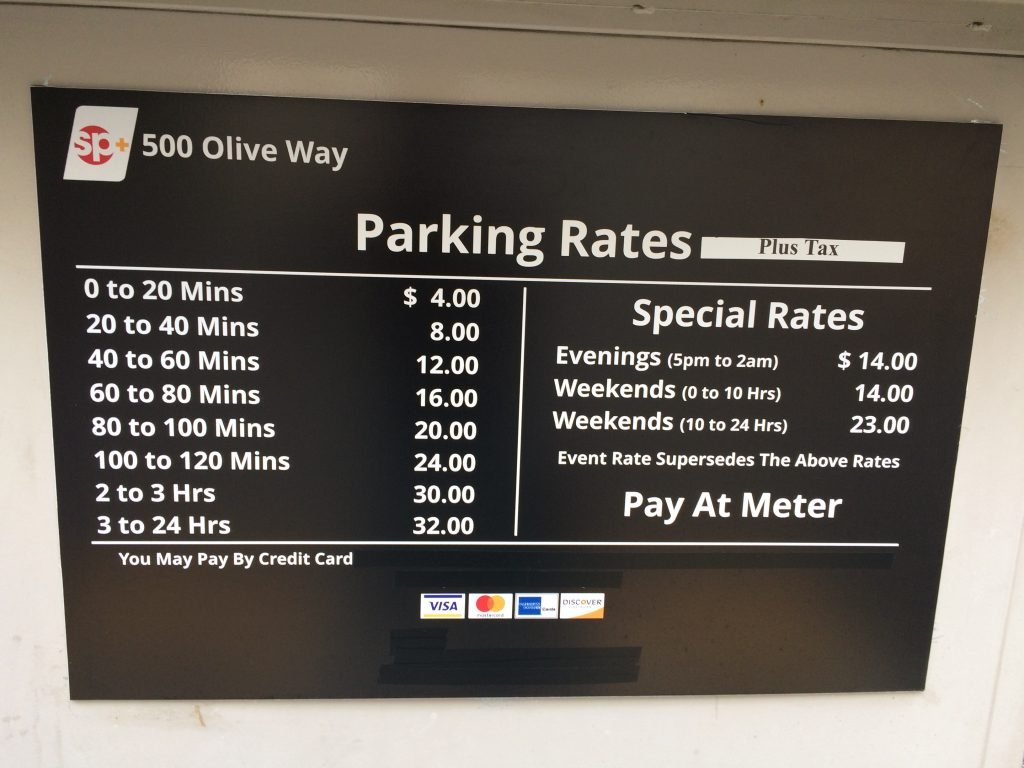 sp+ 500 Olive Way
Parking Rates Plus Tax
0 to 20 Mins $ 4.00
20 to 40 Mins 8.00
40 to 60 Mins 12.00
60 to 80 Mins 16.00
80 to 100 Mins 20.00
100 to 120 Mins 24.00
2 to 3 Hrs 30.00
3 to 24 Hrs 32.00
Special Rates
Evenings (5pm to 2am) $ 14.00
Weekends (0 to 10 Hrs) 14.00
Weekends (10 to 24 Hrs) 23.00
Event Rate Supersedes The Above Rates
Pay At Meter
You May Pay By Credit Card
VISA mastercard DISCOVER